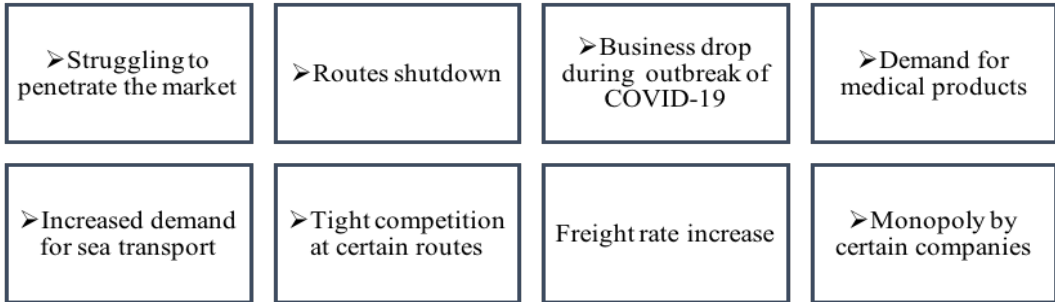 ➢Struggling to
penetrate the market
➢Routes shutdown
➢Business drop
during outbreak of
COVID-19
➢Demand for
medical products
➢Increased demand
for sea transport
➢Tight competition
at certain routes
Freight rate increase
➢Monopoly by
certain companies